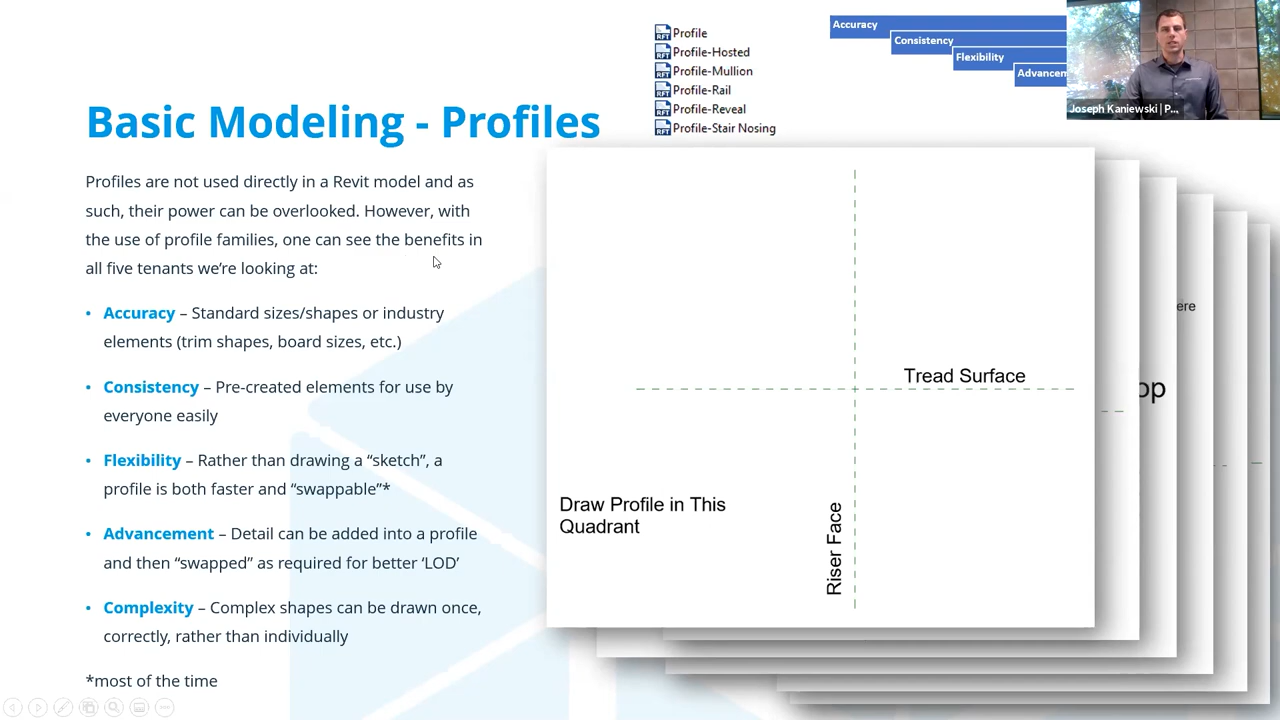 Profile
Profile-Hosted
Profile-Mullion
Profile-Rail
Profile-Reveal
Profile-Stair Nosing
Accuracy
Consistency
Flexibility
Advancem
Joseph Kaniewski | P...
Basic Modeling - Profiles
Profiles are not used directly in a Revit model and as
such, their power can be overlooked. However, with
the use of profile families, one can see the benefits in
all five tenants we're looking at:
• Accuracy – Standard sizes/shapes or industry
elements (trim shapes, board sizes, etc.)
• Consistency – Pre-created elements for use by
everyone easily
• Flexibility – Rather than drawing a “sketch”, a
profile is both faster and “swappable”*
• Advancement – Detail can be added into a profile
and then “swapped” as required for better ‘LOD’
• Complexity – Complex shapes can be drawn once,
correctly, rather than individually
*most of the time
Tread Surface
Draw Profile in This
Quadrant
Riser Face
ere
op